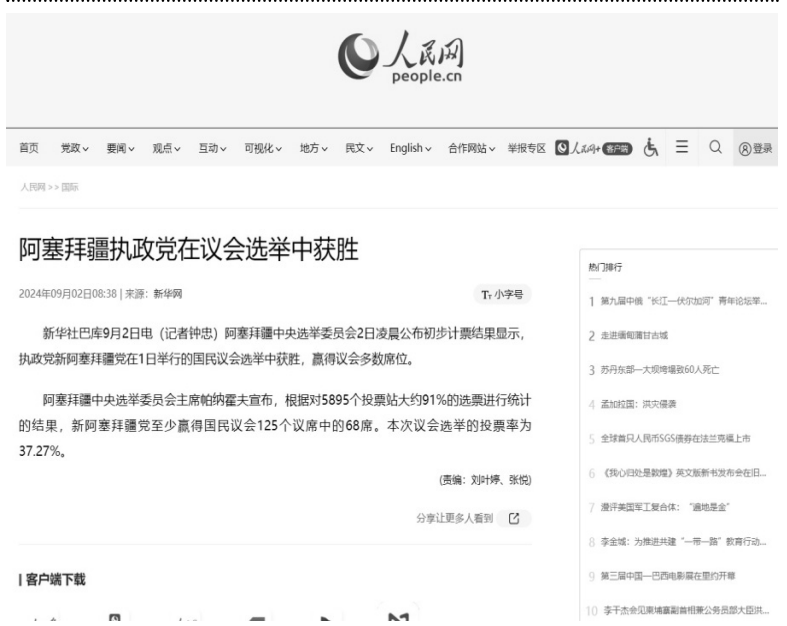 人民网
people.cn
首页 党政 要闻 观点 互动 可视化 地方 民文 English 合作网站 举报专区 人民网+ 客户端 登录
人民网 >> 国际
阿塞拜疆执政党在议会选举中获胜
2024年09月02日08:38 | 来源：新华网
TT 小字号
新华社巴库9月2日电（记者钟忠）阿塞拜疆中央选举委员会2日凌晨公布初步计票结果显示，
执政党新阿塞拜疆党在1日举行的国民议会选举中获胜，赢得议会多数席位。
阿塞拜疆中央选举委员会主席帕纳霍夫宣布，根据对5895个投票站大约91%的选票进行统计
的结果，新阿塞拜疆党至少赢得国民议会125个议席中的68席。本次议会选举的投票率为
37.27%。
(责编：刘叶婷、张悦)
分享让更多人看到
客户端下载
热门排行
1 第九届中俄“长江—伏尔加河”青年论坛举...
2 走进缅甸蒲甘古城
3 苏丹东部一大坝垮塌致60人死亡
4 孟加拉国：洪灾侵袭
5 全球首只人民币SGS债券在法兰克福上市
6 《我心归处是敦煌》英文版新书发布会在旧...
7 澄汗美国军工复合体：“遍地是金”
8 李金城：为推进共建“一带一路”教育行动...
9 第三届中国—巴西电影展在里约开幕
10 李干杰会见柬埔寨副首相兼公务员部大臣洪...